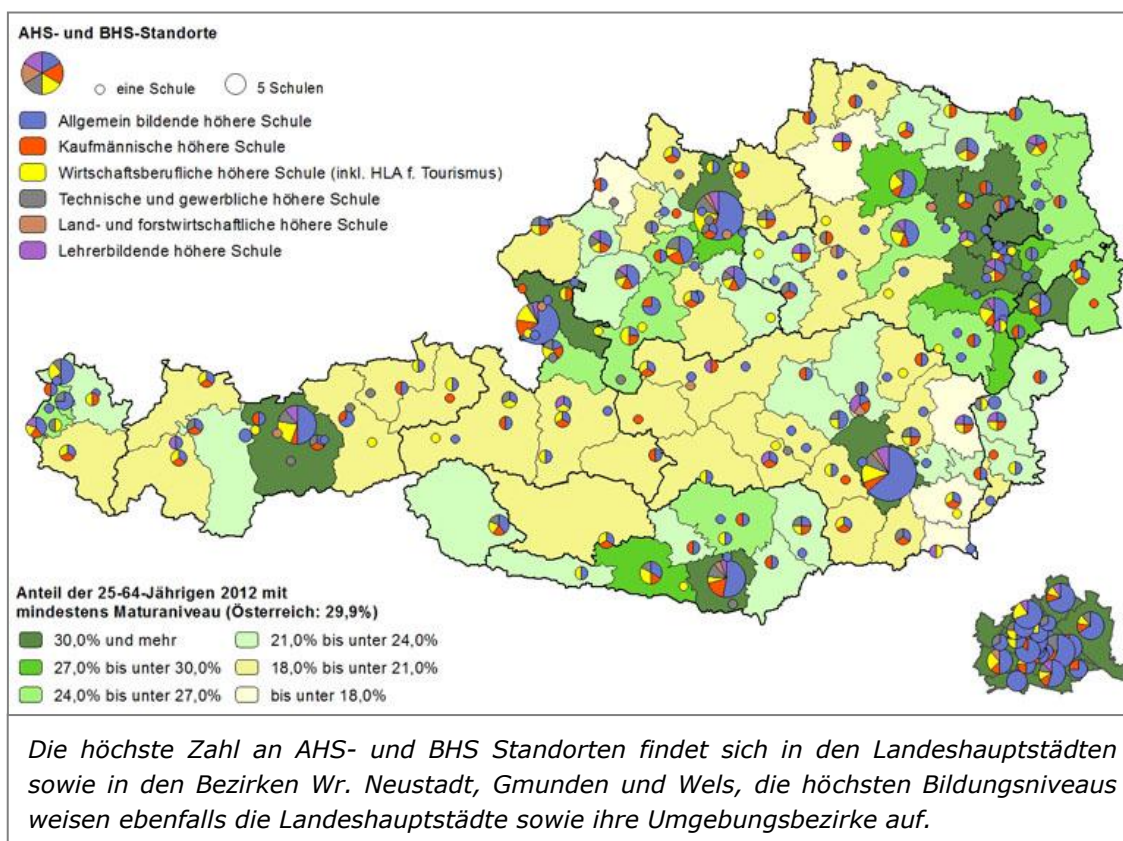 AHS- und BHS-Standorte
eine Schule
5 Schulen
Allgemein bildende höhere Schule
Kaufmännische höhere Schule
Wirtschaftsberufliche höhere Schule (inkl. HLA f. Tourismus)
Technische und gewerbliche höhere Schule
Land- und forstwirtschaftliche höhere Schule
Lehrerbildende höhere Schule
Anteil der 25-64-Jährigen 2012 mit
mindestens Maturaniveau (Österreich: 29,9%)
30,0% und mehr
21,0% bis unter 24,0%
27,0% bis unter 30,0%
18,0% bis unter 21,0%
24,0% bis unter 27,0%
bis unter 18,0%
Die höchste Zahl an AHS- und BHS Standorten findet sich in den Landeshauptstädten
sowie in den Bezirken Wr. Neustadt, Gmunden und Wels, die höchsten Bildungsniveaus
weisen ebenfalls die Landeshauptstädte sowie ihre Umgebungsbezirke auf.